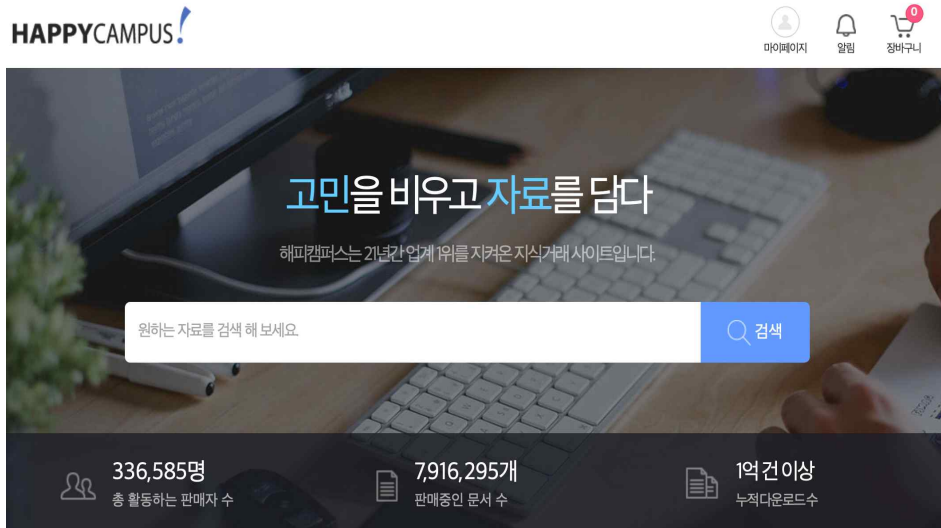 HAPPYCAMPUS!
0
마이페이지
알림
장바구니
고민을 비우고 자료를 담다
해피캠퍼스는 21년간 업계 1위를 지켜온 지식거래 사이트입니다.
원하는 자료를 검색 해 보세요.
검색
336,585명
총 활동하는 판매자 수
7,916,295개
판매중인 문서 수
1억 건 이상
누적다운로드수